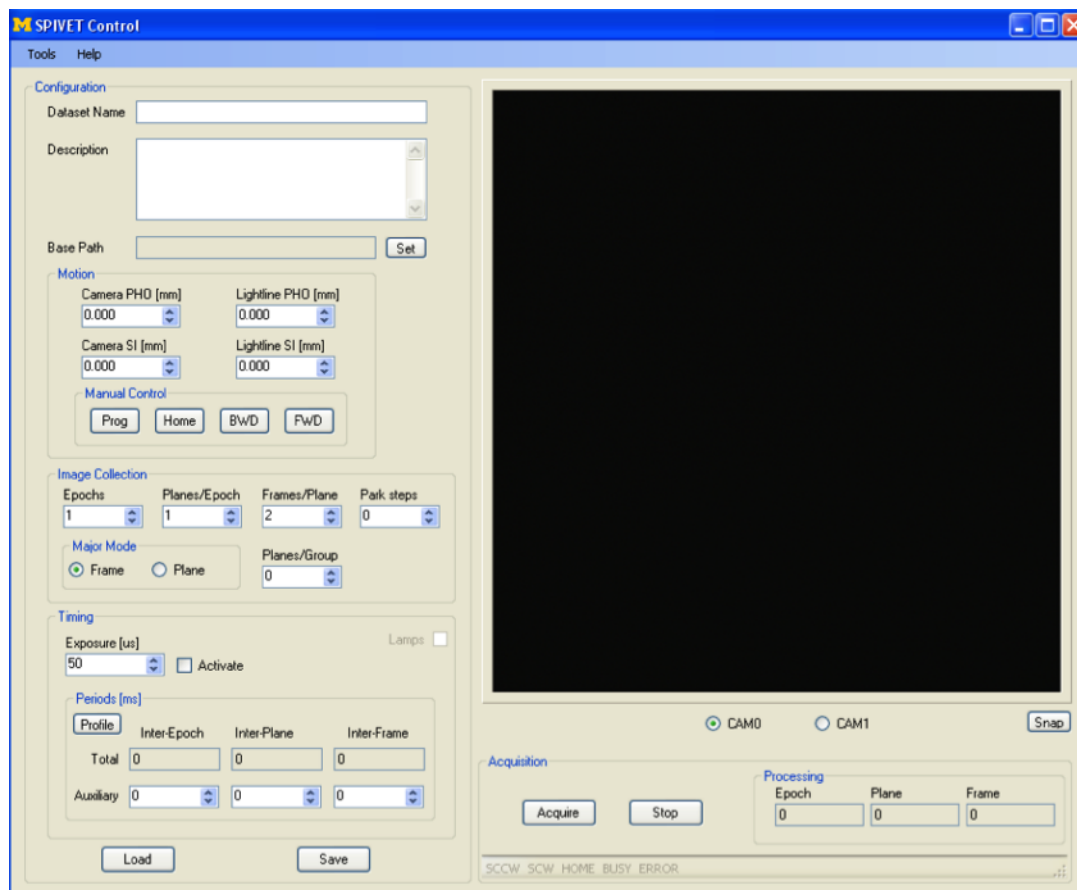 M SPIVET Control
Tools Help
Configuration
Dataset Name
Description
Base Path Set
Motion
Camera PHO [mm] Lightline PHO [mm]
0.000 0.000
Camera SI [mm] Lightline SI [mm]
0.000 0.000
Manual Control
Prog Home BWD FWD
Image Collection
Epochs Planes/Epoch Frames/Plane Park steps
1 1 2 0
Major Mode
Frame Plane
Planes/Group
0
Timing
Exposure [us] Lamps
50 Activate
Periods [ms]
Profile Inter-Epoch Inter-Plane Inter-Frame
Total 0 0 0
Auxiliary 0 0 0
Load Save
CAM0 CAM1 Snap
Acquisition
Acquire Stop
Processing
Epoch Plane Frame
0 0 0
SCCW SCW HOME BUSY ERROR